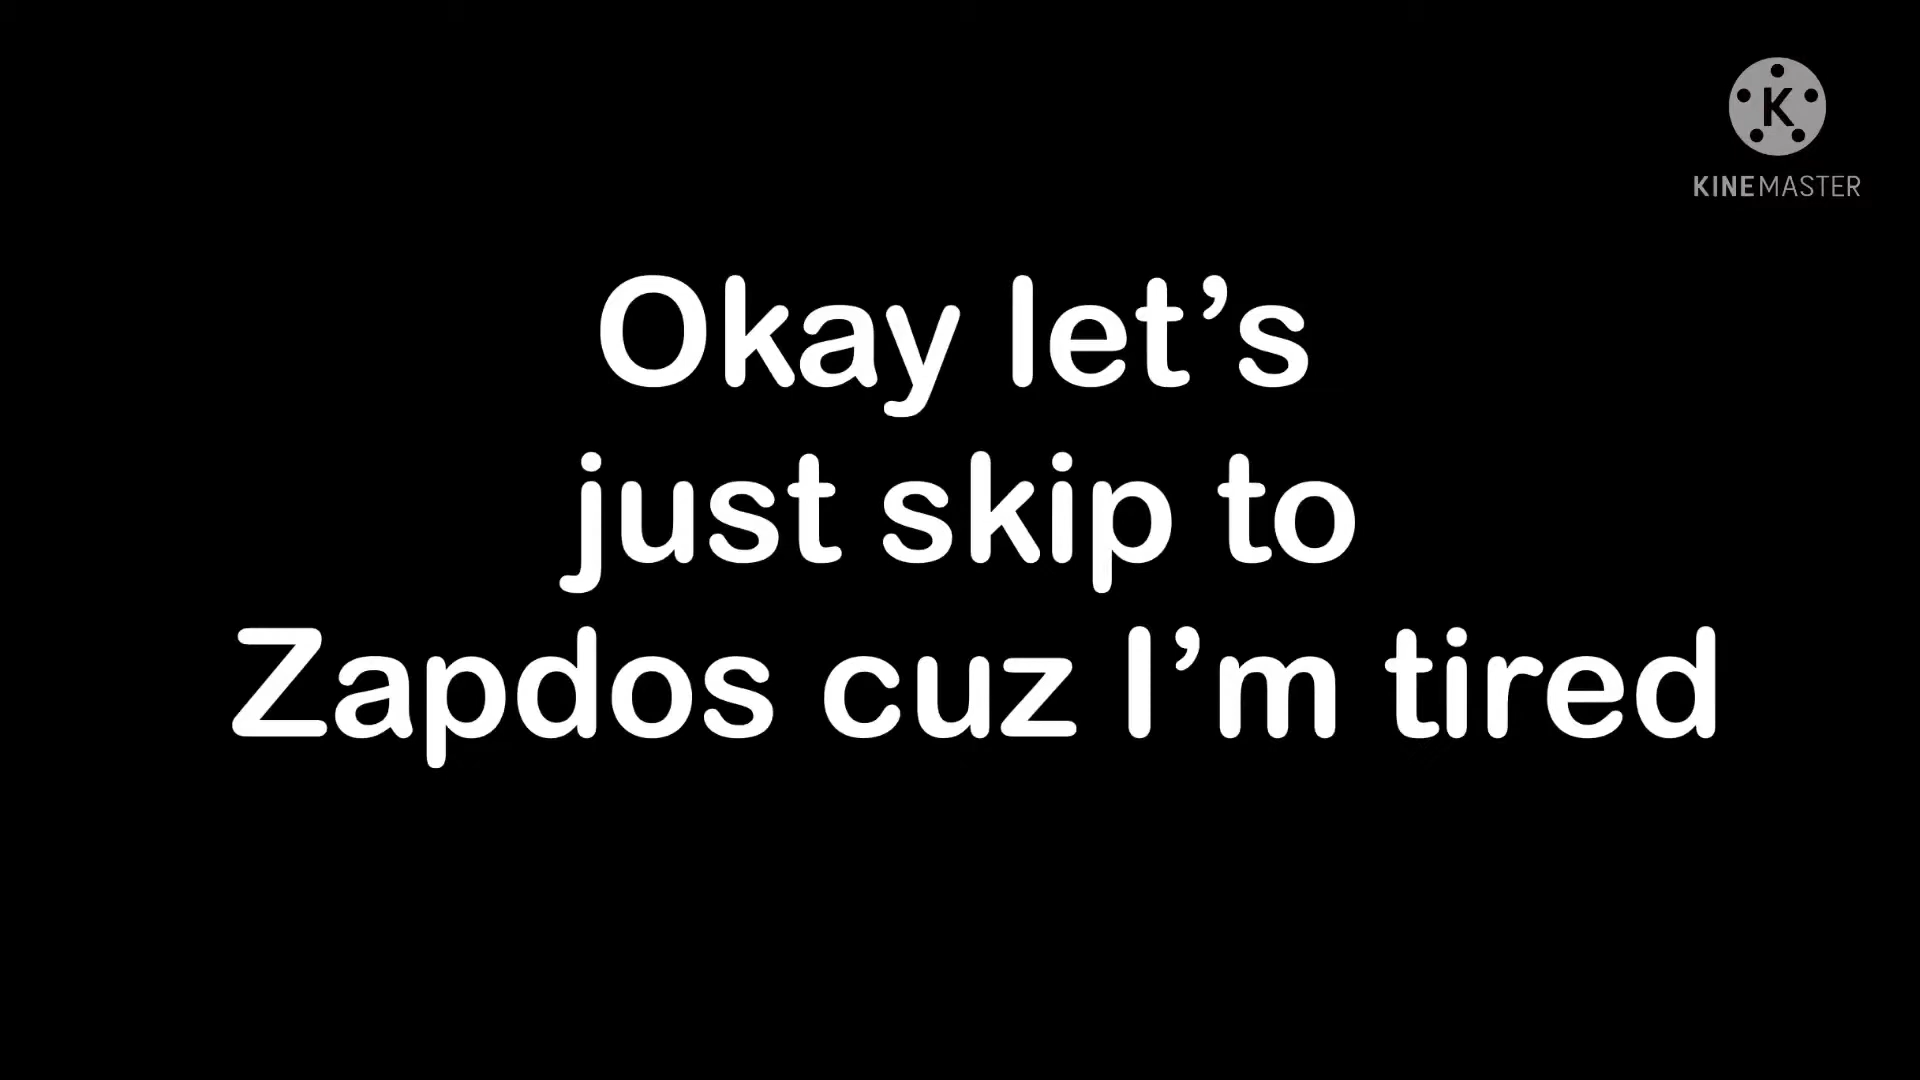 K
KINEMASTER
Okay let’s
just skip to
Zapdos cuz I’m tired